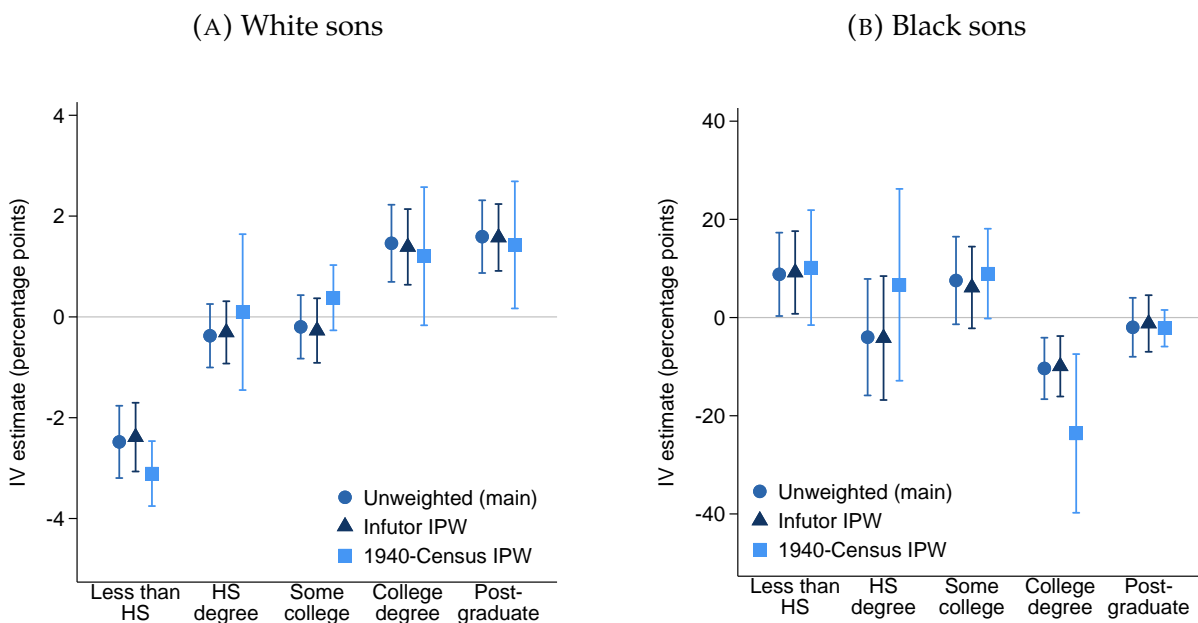 (A) White sons
IV estimate (percentage points)
4
2
0
-2
-4
Unweighted (main)
Infutor IPW
1940-Census IPW
Less than
HS
HS
degree
Some
college
College
degree
Post-
graduate
(B) Black sons
IV estimate (percentage points)
40
20
0
-20
-40
Unweighted (main)
Infutor IPW
1940-Census IPW
Less than
HS
HS
degree
Some
college
College
degree
Post-
graduate